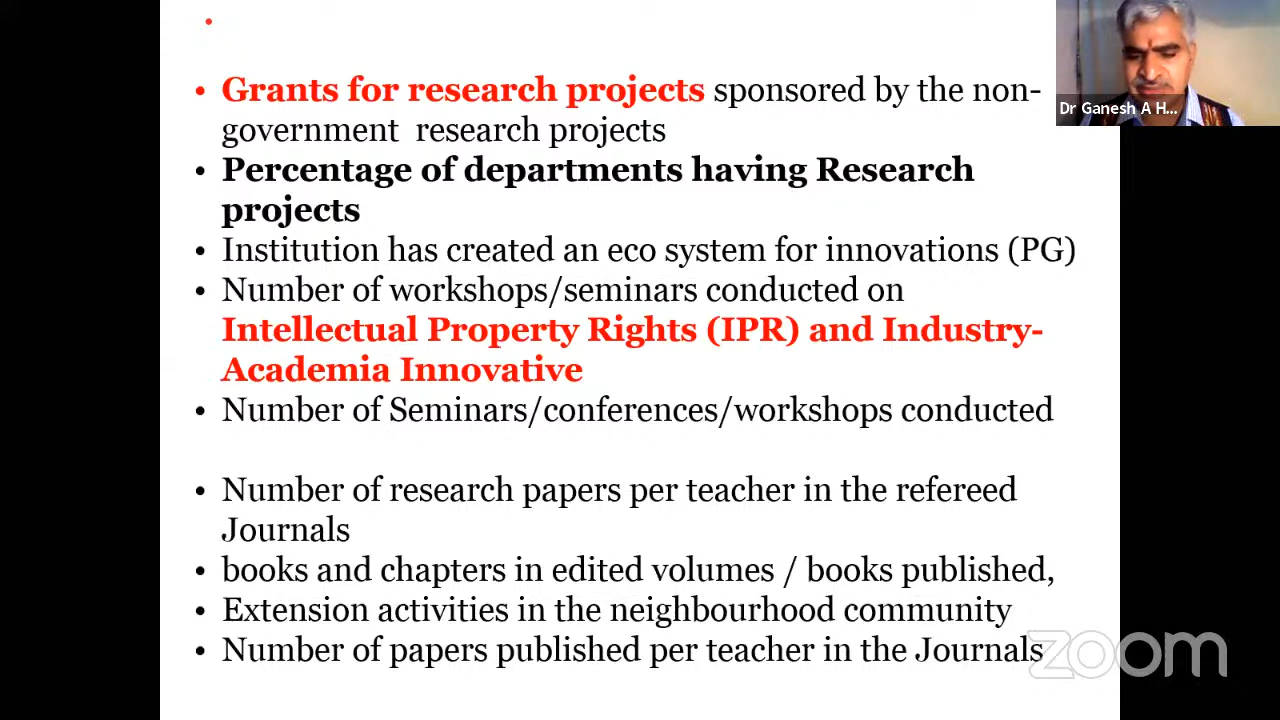 • Grants for research projects sponsored by the non-
government research projects
• Percentage of departments having Research
projects
• Institution has created an eco system for innovations (PG)
• Number of workshops/seminars conducted on
Intellectual Property Rights (IPR) and Industry-
Academia Innovative
• Number of Seminars/conferences/workshops conducted
• Number of research papers per teacher in the refereed
Journals
• books and chapters in edited volumes / books published,
• Extension activities in the neighbourhood community
• Number of papers published per teacher in the Journals
Dr Ganesh A H...
zoom